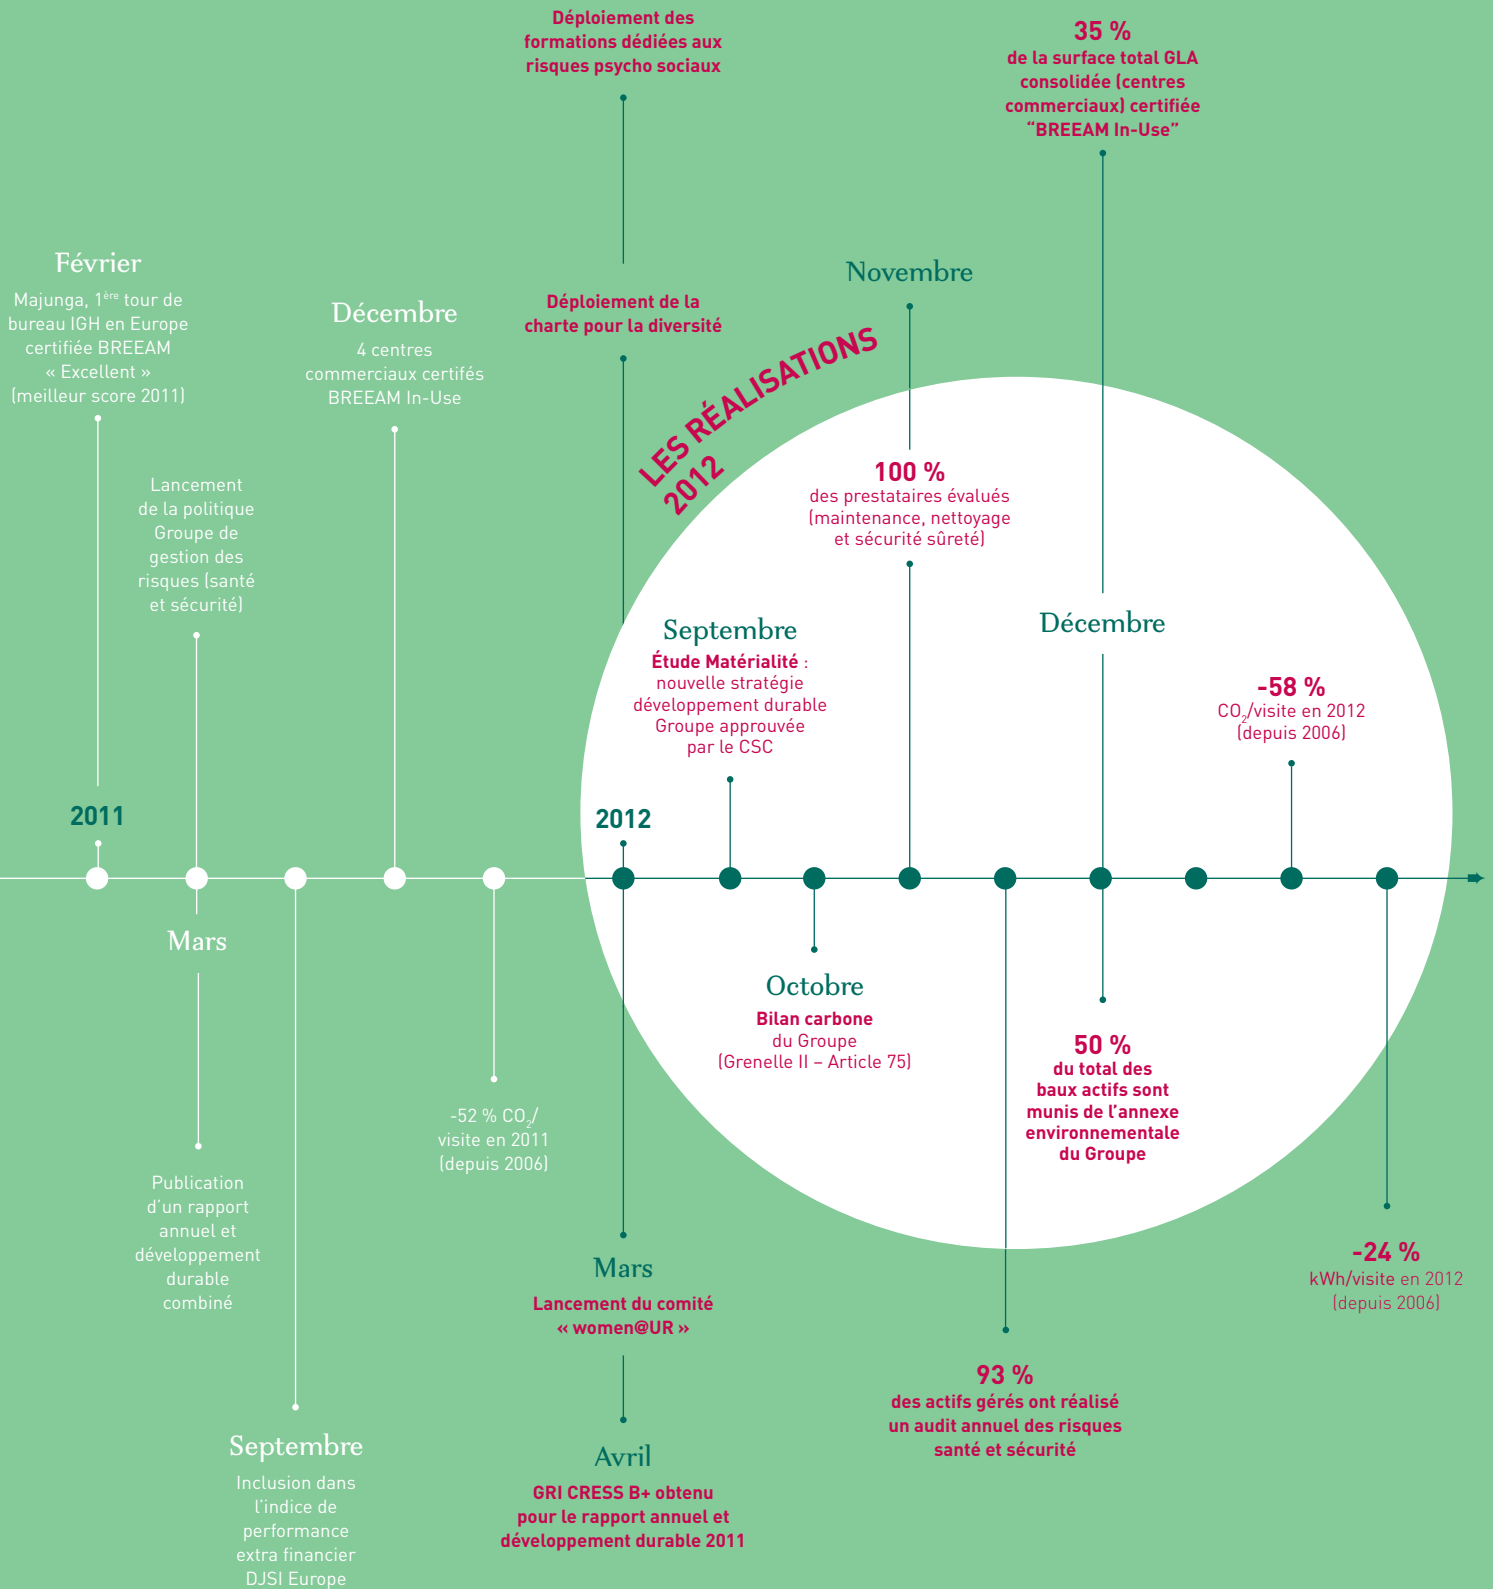 Février
Majunga, 1ère tour de
bureau IGH en Europe
certifiée BREEAM
« Excellent »
(meilleur score 2011)
2011
Lancement
de la politique
Groupe de
gestion des
risques (santé
et sécurité)
Mars
Publication
d'un rapport
annuel et
développement
durable
combiné
Septembre
Inclusion dans
l'indice de
performance
extra financier
DJSI Europe
Décembre
4 centres
commerciaux certifés
BREEAM In-Use
-52 % CO2/
visite en 2011
(depuis 2006)
Déploiement des
formations dédiées aux
risques psycho sociaux
Déploiement de la
charte pour la diversité
LES RÉALISATIONS
2012
2012
Mars
Lancement du comité
« women@UR »
Avril
GRI CRESS B+ obtenu
pour le rapport annuel et
développement durable 2011
Septembre
Étude Matérialité :
nouvelle stratégie
développement durable
Groupe approuvée
par le CSC
Octobre
Bilan carbone
du Groupe
(Grenelle II – Article 75)
Novembre
100 %
des prestataires évalués
(maintenance, nettoyage
et sécurité sûreté)
93 %
des actifs gérés ont réalisé
un audit annuel des risques
santé et sécurité
35 %
de la surface total GLA
consolidée (centres
commerciaux) certifiée
“BREEAM In-Use”
Décembre
50 %
du total des
baux actifs sont
munis de l'annexe
environnementale
du Groupe
-58 %
CO2/visite en 2012
(depuis 2006)
-24 %
kWh/visite en 2012
(depuis 2006)